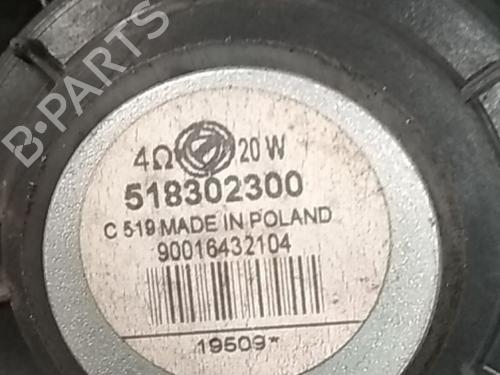 B·PARTS
4Ω 20 W
518302300
C 519 MADE IN POLAND
90016432104
19509*